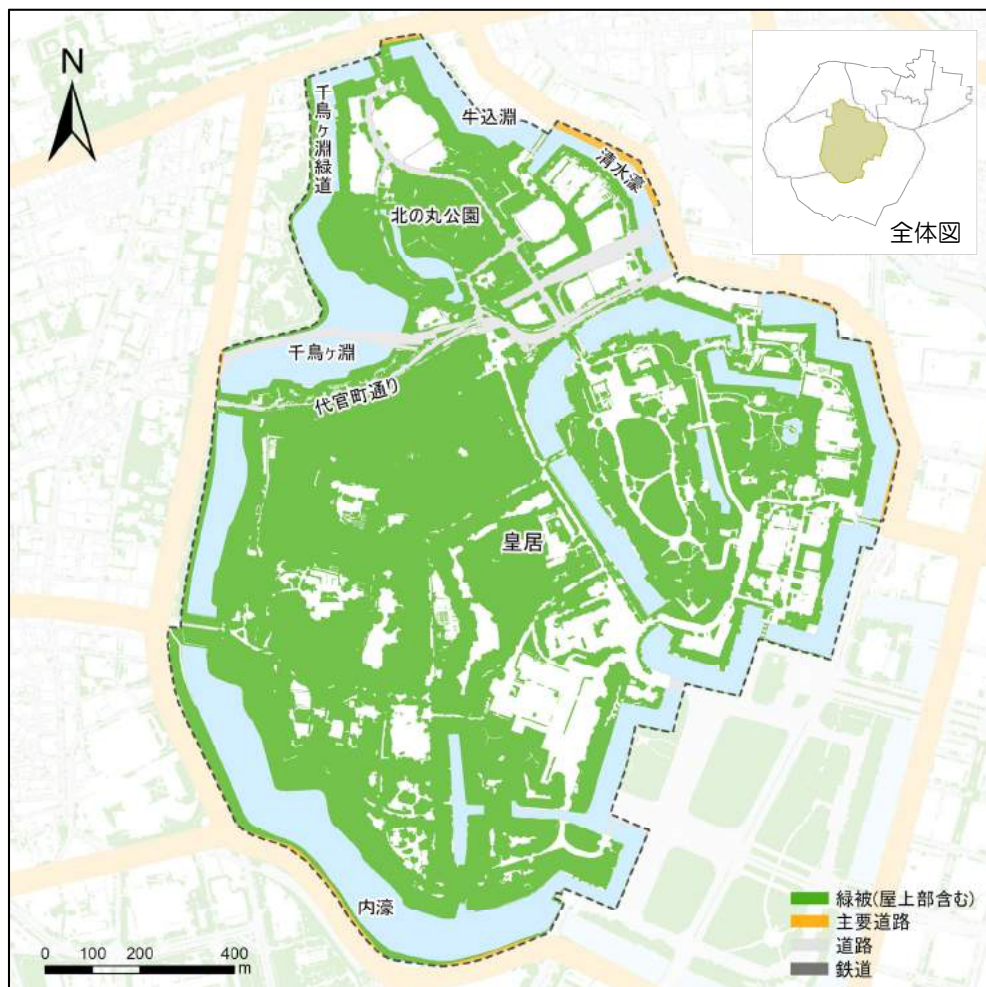 N
全体図
千鳥ヶ淵緑道
牛込淵
清水濠
北の丸公園
千鳥ヶ淵
代官町通り
皇居
内濠
緑被(屋上部含む)
主要道路
道路
鉄道
0 100 200 400
m